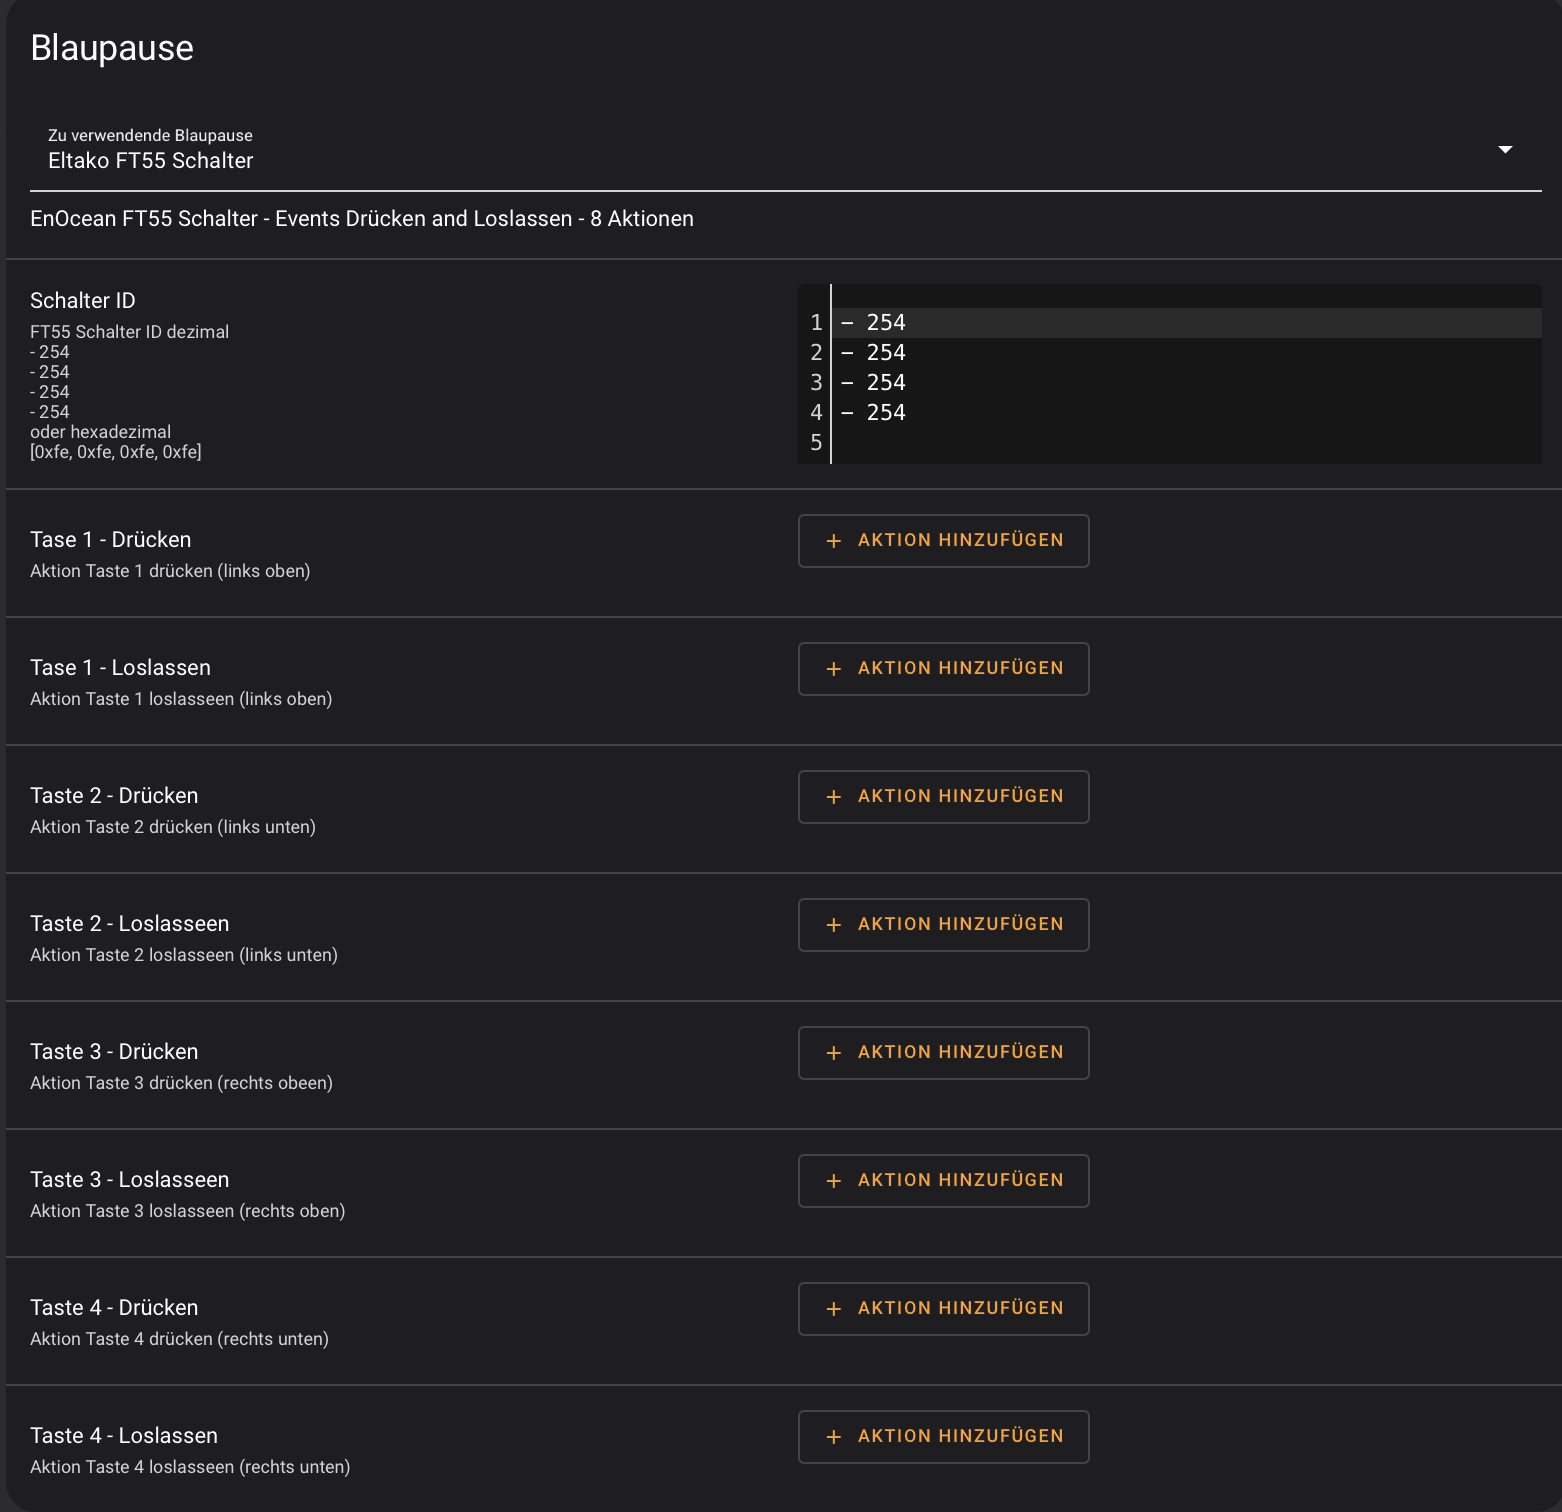 Blaupause
Zu verwendende Blaupause
Eltako FT55 Schalter
EnOcean FT55 Schalter - Events Drücken and Loslassen - 8 Aktionen
Schalter ID
FT55 Schalter ID dezimal
- 254
- 254
- 254
- 254
oder hexadezimal
[0xfe, 0xfe, 0xfe, 0xfe]
1 - 254
2 - 254
3 - 254
4 - 254
5
Tase 1 - Drücken
Aktion Taste 1 drücken (links oben)
+ AKTION HINZUFÜGEN
Tase 1 - Loslassen
Aktion Taste 1 loslasseen (links oben)
+ AKTION HINZUFÜGEN
Taste 2 - Drücken
Aktion Taste 2 drücken (links unten)
+ AKTION HINZUFÜGEN
Taste 2 - Loslasseen
Aktion Taste 2 loslasseen (links unten)
+ AKTION HINZUFÜGEN
Taste 3 - Drücken
Aktion Taste 3 drücken (rechts obeen)
+ AKTION HINZUFÜGEN
Taste 3 - Loslasseen
Aktion Taste 3 loslasseen (rechts oben)
+ AKTION HINZUFÜGEN
Taste 4 - Drücken
Aktion Taste 4 drücken (rechts unten)
+ AKTION HINZUFÜGEN
Taste 4 - Loslassen
Aktion Taste 4 loslasseen (rechts unten)
+ AKTION HINZUFÜGEN